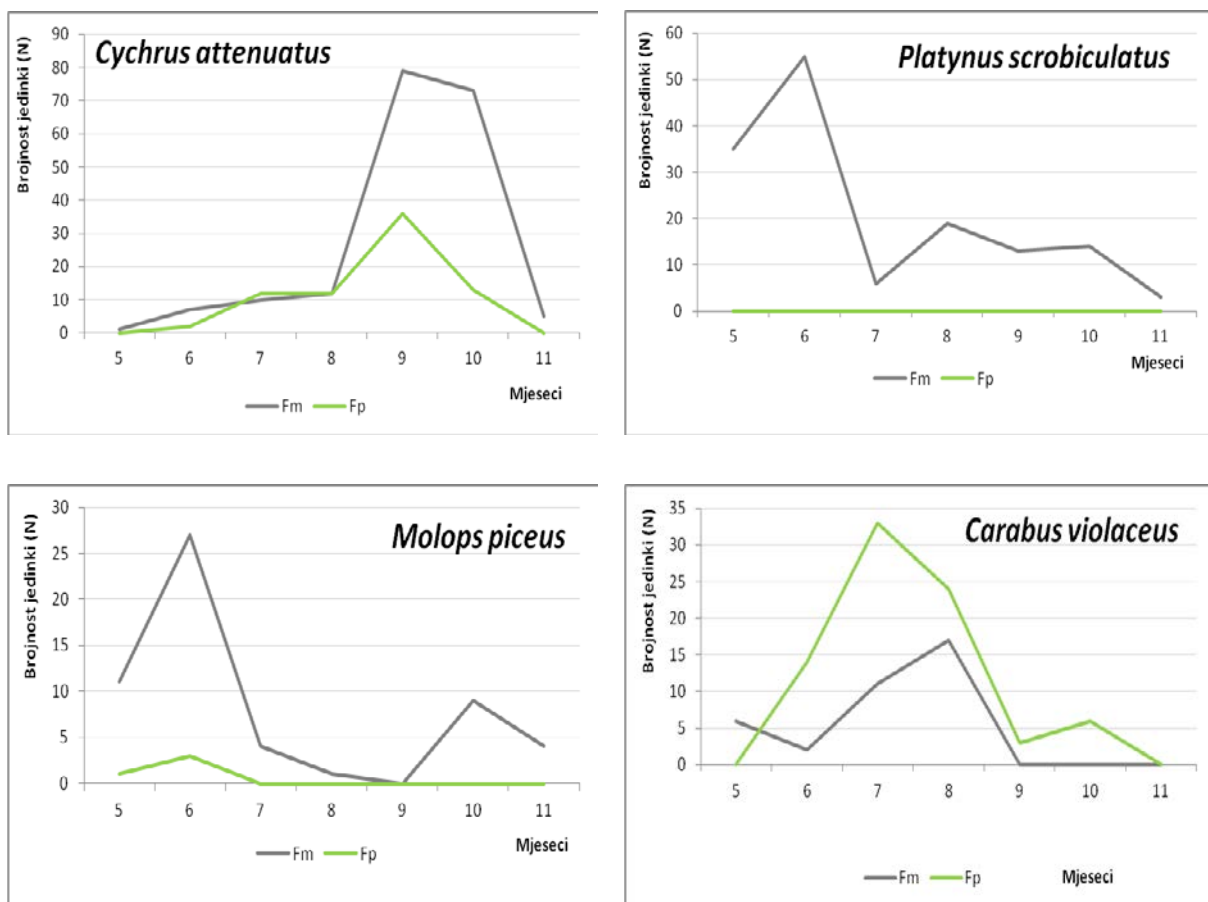 Cychrus attenuatus
Brojnost jedinki (N)
90
80
70
60
50
40
30
20
10
0
5 6 7 8 9 10 11
Mjeseci
Fm Fp
Platynus scrobiculatus
Brojnost jedinki (N)
60
50
40
30
20
10
0
5 6 7 8 9 10 11
Mjeseci
Fm Fp
Molops piceus
Brojnost jedinki (N)
30
25
20
15
10
5
0
5 6 7 8 9 10 11
Mjeseci
Fm Fp
Carabus violaceus
Brojnost jedinki (N)
35
30
25
20
15
10
5
0
5 6 7 8 9 10 11
Fm Fp Mjeseci